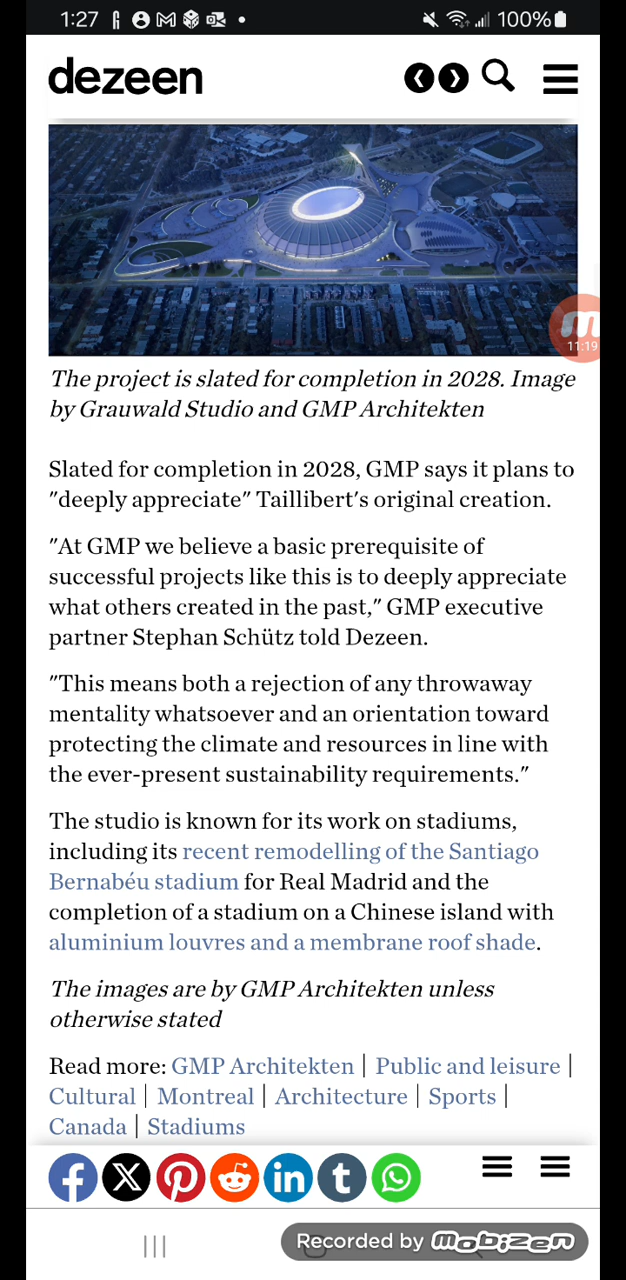 1:27
100%
dezeen
11:19
The project is slated for completion in 2028. Image
by Grauwald Studio and GMP Architekten
Slated for completion in 2028, GMP says it plans to
"deeply appreciate" Taillibert's original creation.
"At GMP we believe a basic prerequisite of
successful projects like this is to deeply appreciate
what others created in the past," GMP executive
partner Stephan Schütz told Dezeen.
"This means both a rejection of any throwaway
mentality whatsoever and an orientation toward
protecting the climate and resources in line with
the ever-present sustainability requirements."
The studio is known for its work on stadiums,
including its recent remodelling of the Santiago
Bernabéu stadium for Real Madrid and the
completion of a stadium on a Chinese island with
aluminium louvres and a membrane roof shade.
The images are by GMP Architekten unless
otherwise stated
Read more: GMP Architekten | Public and leisure |
Cultural | Montreal | Architecture | Sports |
Canada | Stadiums
Recorded by mobizen